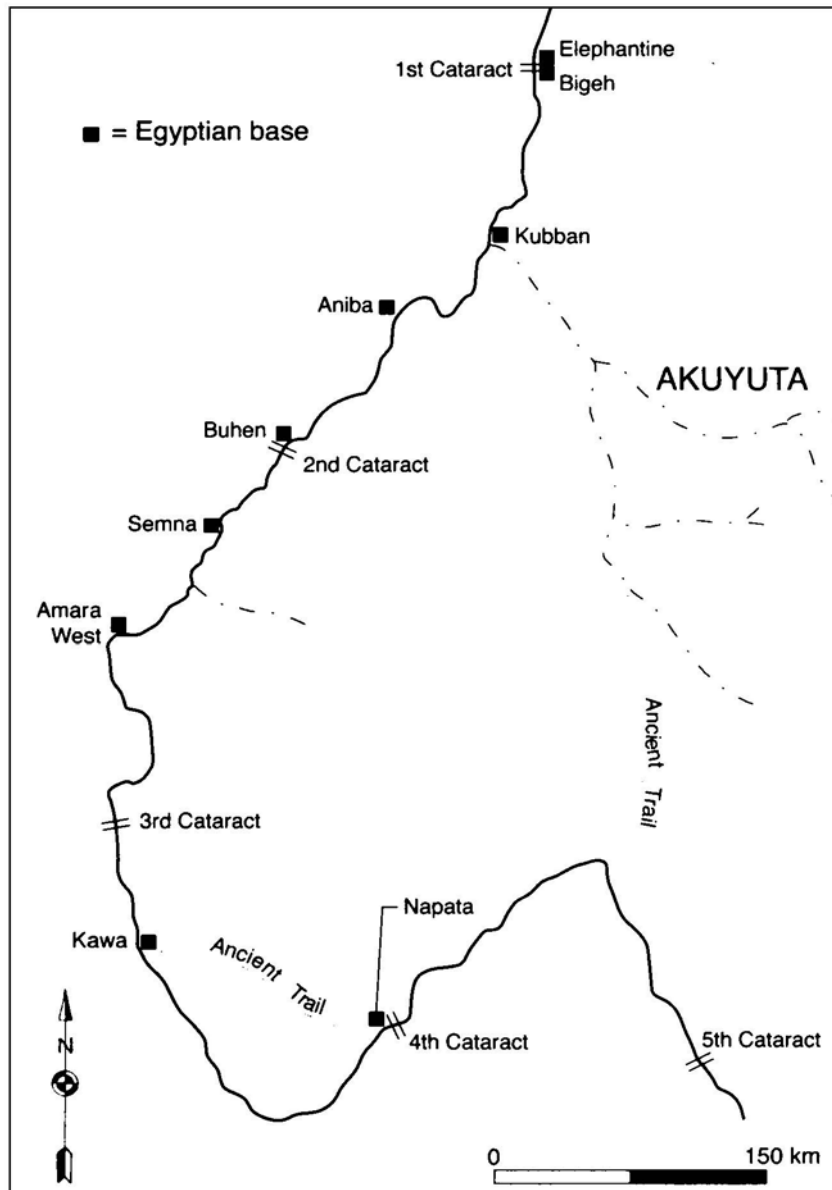 Elephantine
1st Cataract
Bigeh
= Egyptian base
Kubban
Aniba
AKUYUTA
Buhen
2nd Cataract
Semna
Amara
West
Ancient Trail
3rd Cataract
Napata
Kawa
Ancient Trail
4th Cataract
5th Cataract
N
0 150 km